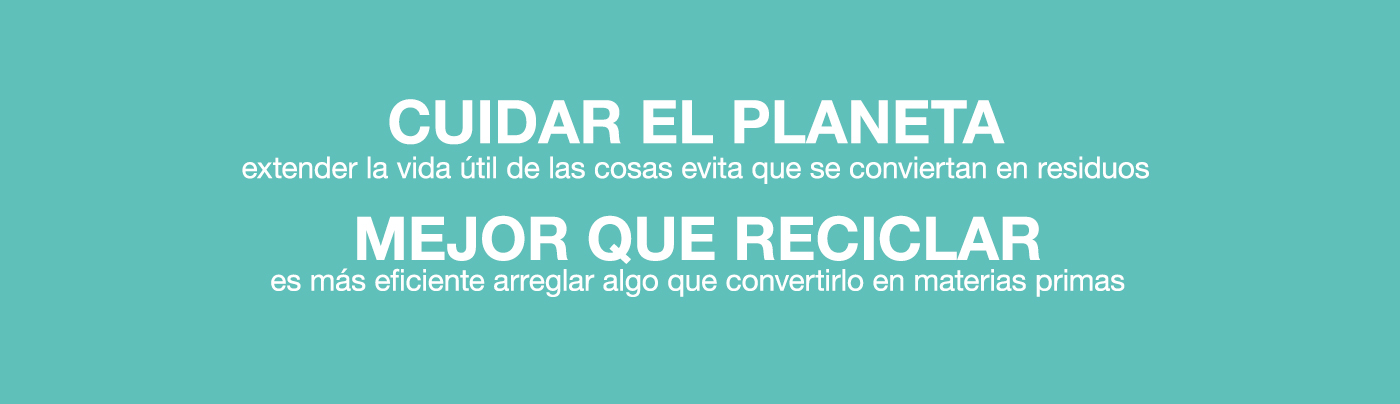 CUIDAR EL PLANETA
extender la vida útil de las cosas evita que se conviertan en residuos
MEJOR QUE RECICLAR
es más eficiente arreglar algo que convertirlo en materias primas